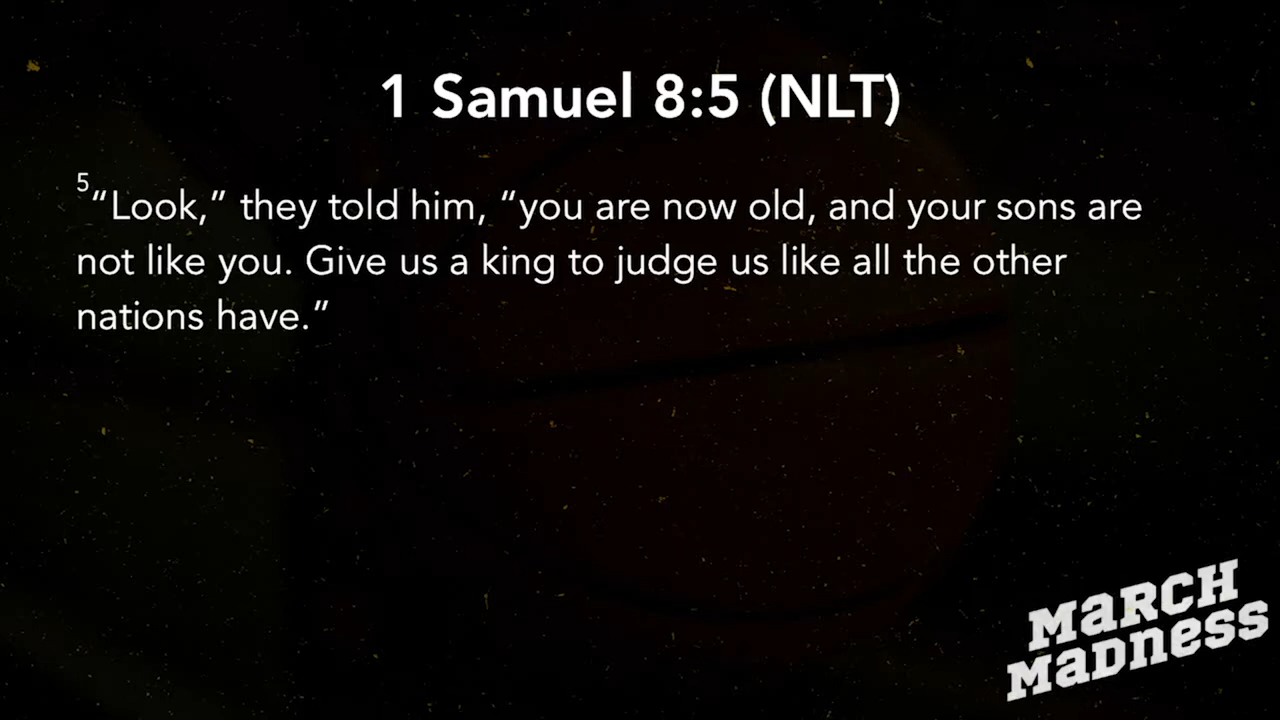 1 Samuel 8:5 (NLT)
5“Look,” they told him, “you are now old, and your sons are
not like you. Give us a king to judge us like all the other
nations have.”
MaRCH
MaDness